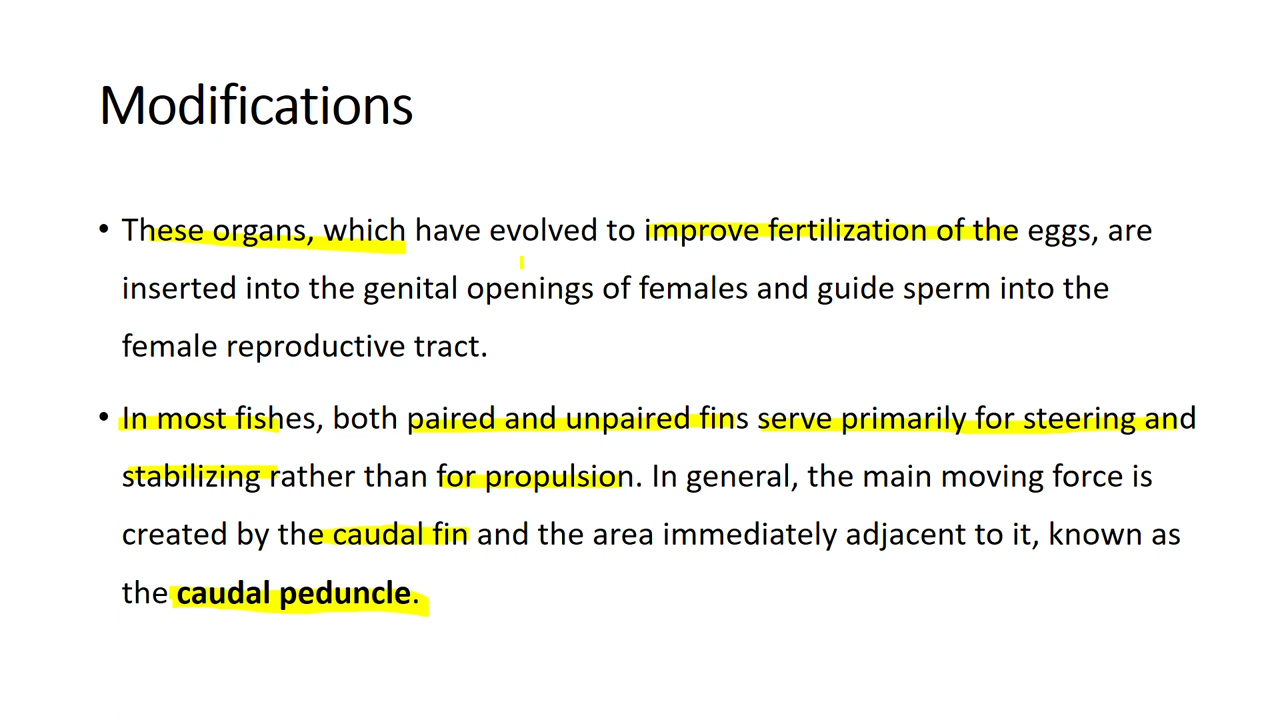 Modifications
• These organs, which have evolved to improve fertilization of the eggs, are
inserted into the genital openings of females and guide sperm into the
female reproductive tract.
• In most fishes, both paired and unpaired fins serve primarily for steering and
stabilizing rather than for propulsion. In general, the main moving force is
created by the caudal fin and the area immediately adjacent to it, known as
the caudal peduncle.